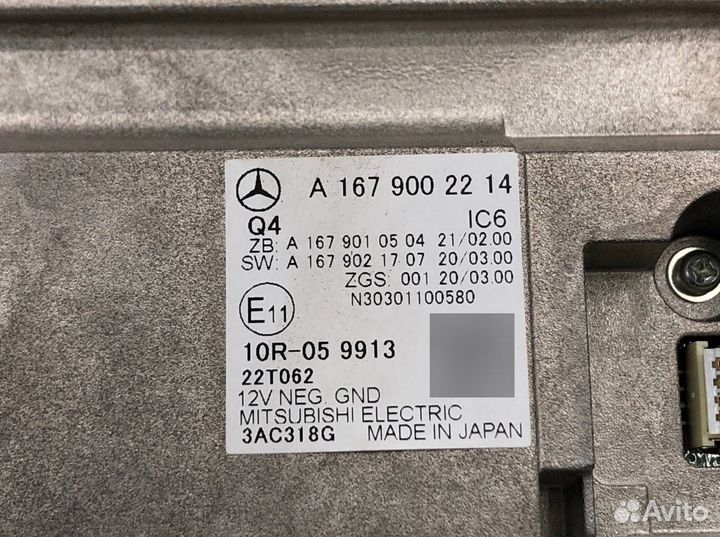 A 167 900 22 14
Q4 IC6
ZB: A 167 901 05 04 21/02.00
SW: A 167 902 17 07 20/03.00
ZGS: 001 20/03.00
N30301100580
E11
10R-05 9913
22T062
12V NEG. GND
MITSUBISHI ELECTRIC
3AC318G MADE IN JAPAN
Avito